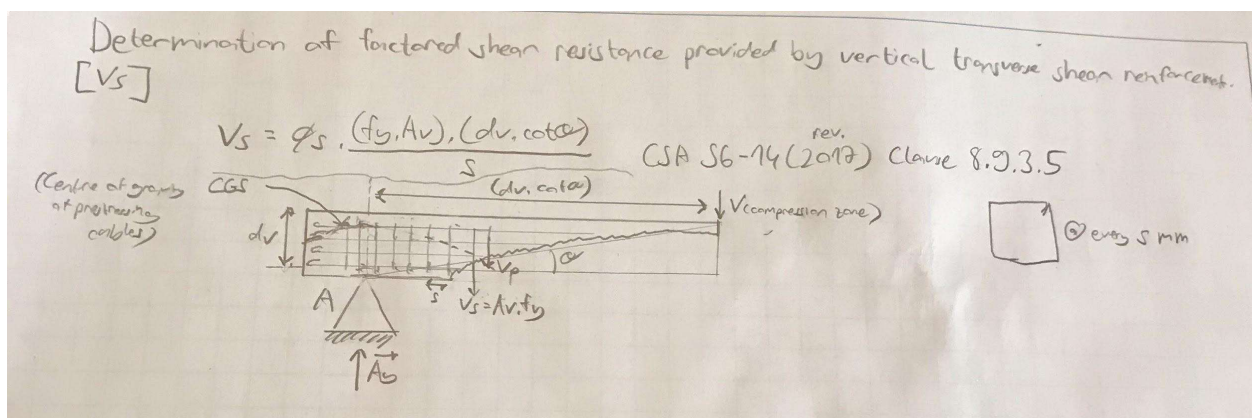 Determination of factored shear resistance provided by vertical transverse shear renforcement.
[Vs]
Vs = φs . (fy.Av).(dv.cotθ) / S
rev.
CSA S6-14(2017) Clause 8.9.3.5
(Centre of gravity of prestressing cables)
CGS
(dv.cotθ)
V(compression zone)
dv
θ
Vp
A
s
Vs=Av.fy
Ay
@ every s mm